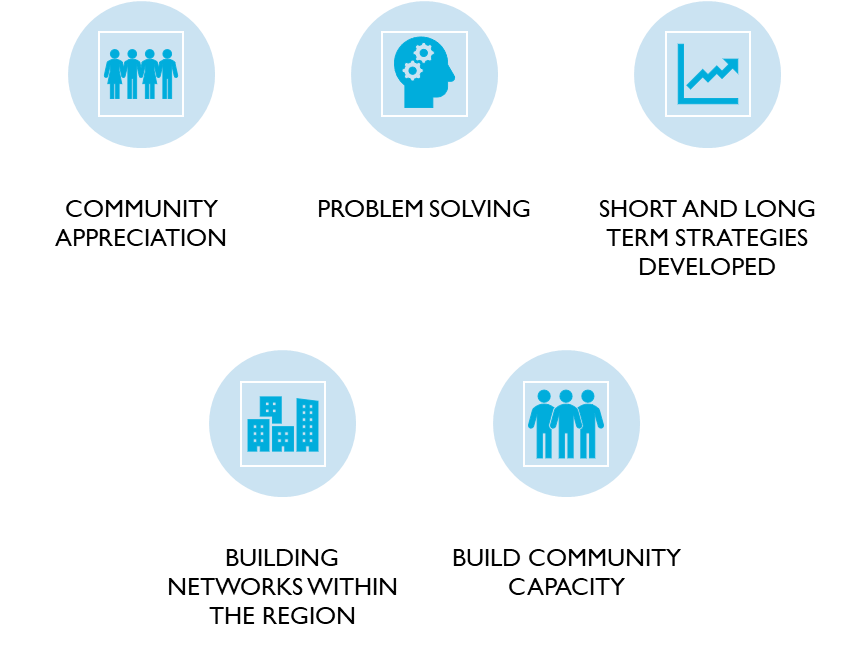 COMMUNITY
APPRECIATION
PROBLEM SOLVING
SHORT AND LONG
TERM STRATEGIES
DEVELOPED
BUILDING
NETWORKS WITHIN
THE REGION
BUILD COMMUNITY
CAPACITY